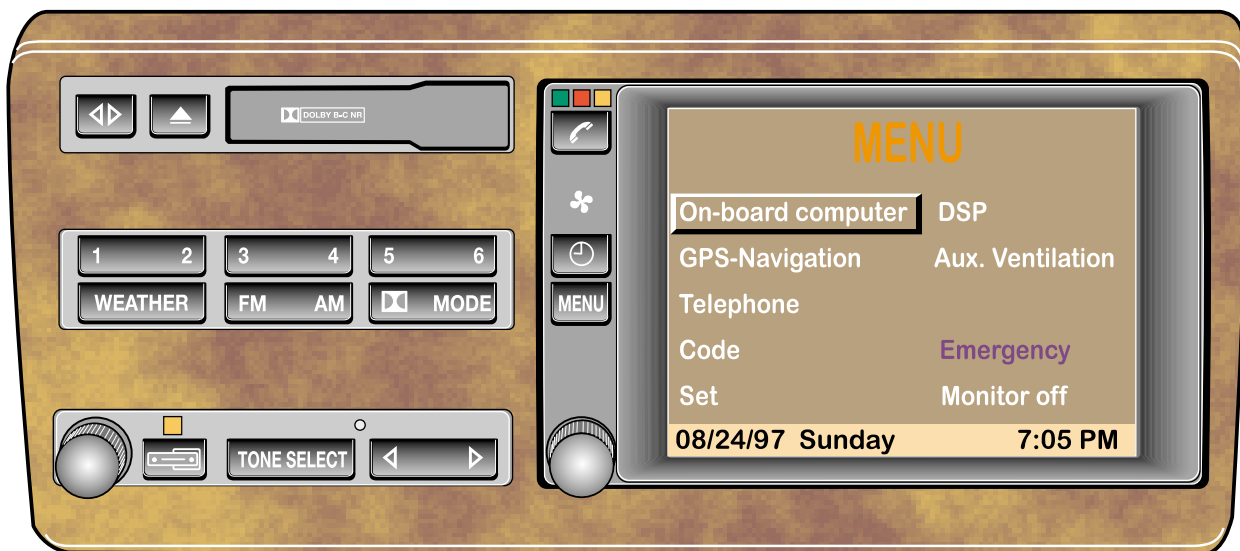 DOLBY B-C NR
1 2 3 4 5 6
WEATHER FM AM MODE
TONE SELECT
MENU
MENU
On-board computer DSP
GPS-Navigation Aux. Ventilation
Telephone
Code Emergency
Set Monitor off
08/24/97 Sunday 7:05 PM